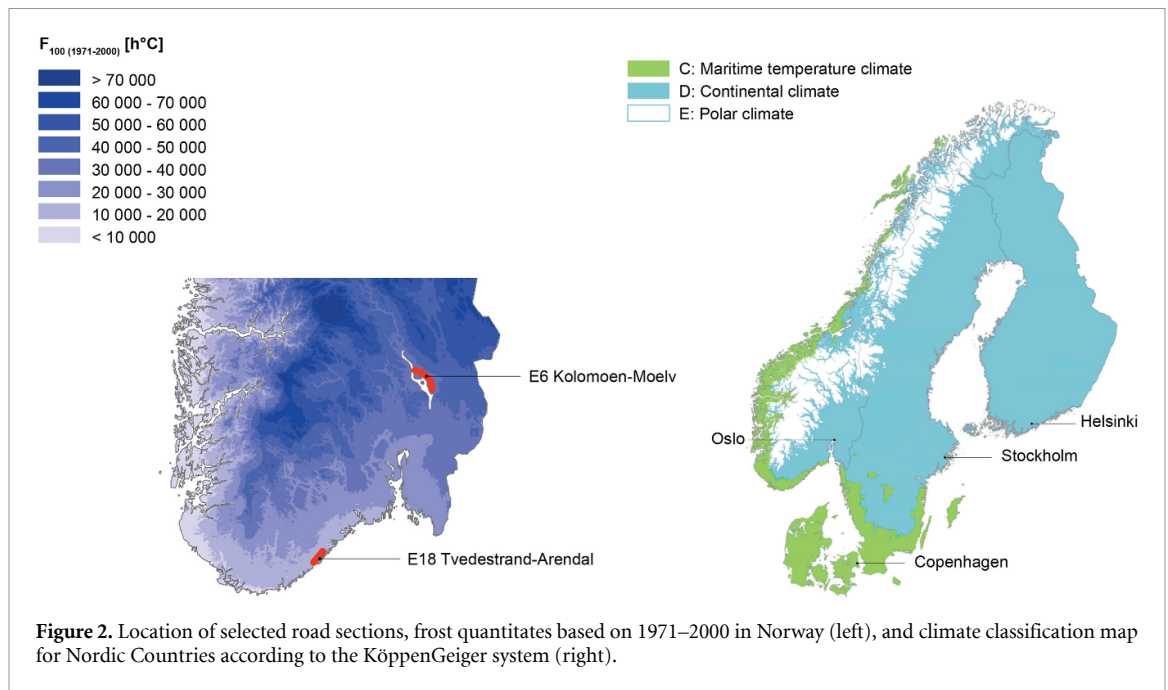 F100 (1971-2000) [h°C]
> 70 000
60 000 - 70 000
50 000 - 60 000
40 000 - 50 000
30 000 - 40 000
20 000 - 30 000
10 000 - 20 000
< 10 000
E6 Kolomoen-Moelv
E18 Tvedestrand-Arendal
C: Maritime temperature climate
D: Continental climate
E: Polar climate
Oslo
Helsinki
Stockholm
Copenhagen
Figure 2. Location of selected road sections, frost quantitates based on 1971–2000 in Norway (left), and climate classification map
for Nordic Countries according to the KöppenGeiger system (right).